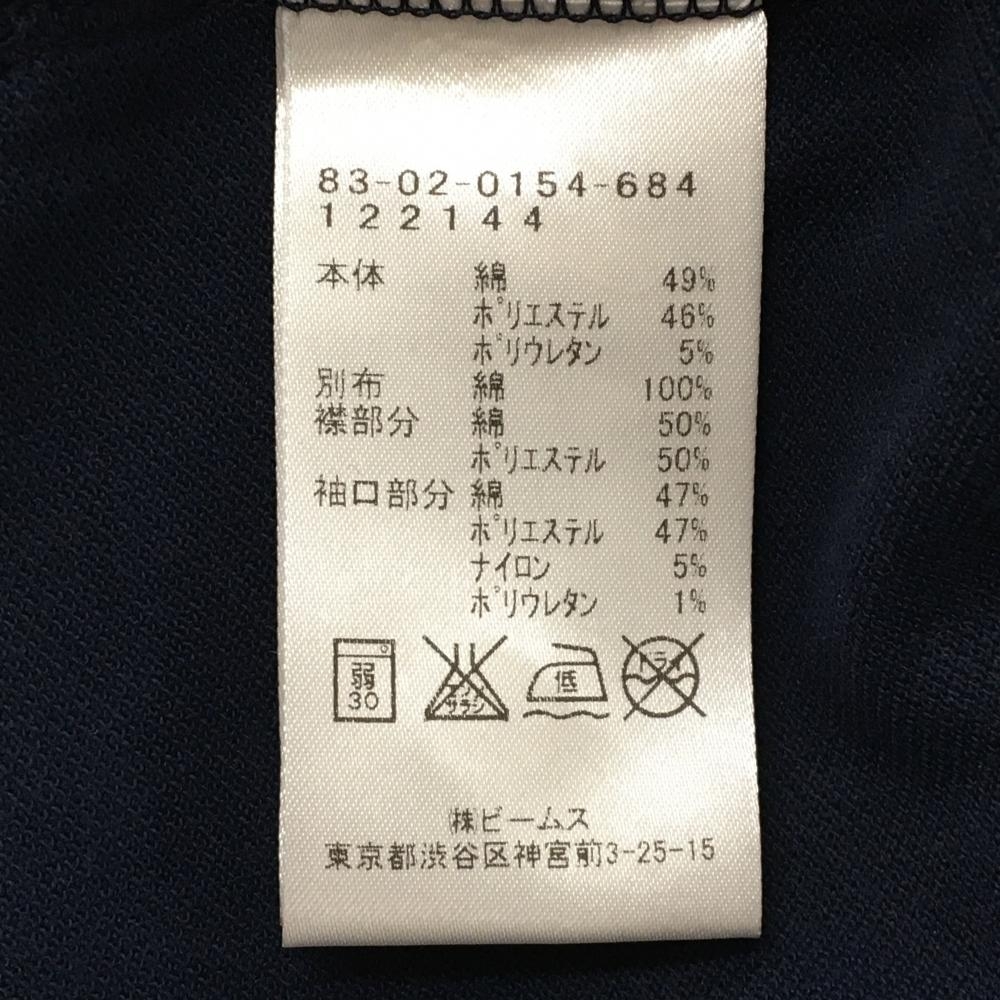 83-02-0154-684
122144
本体 綿 49%
ポリエステル 46%
ポリウレタン 5%
別布 綿 100%
襟部分 綿 50%
ポリエステル 50%
袖口部分 綿 47%
ポリエステル 47%
ナイロン 5%
ポリウレタン 1%
弱
30
エンソ
サラシ
低
ドライ
㈱ビームス
東京都渋谷区神宮前3-25-15